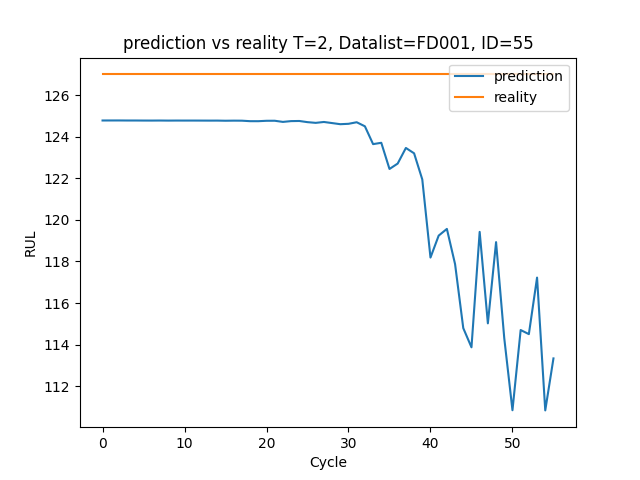 prediction vs reality T=2, Datalist=FD001, ID=55
prediction
reality
126
124
122
120
118
116
114
112
RUL
0 10 20 30 40 50
Cycle